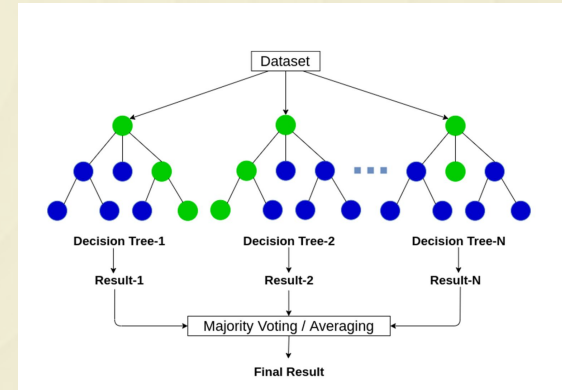 Dataset
Decision Tree-1
Decision Tree-2
Decision Tree-N
Result-1
Result-2
Result-N
Majority Voting / Averaging
Final Result